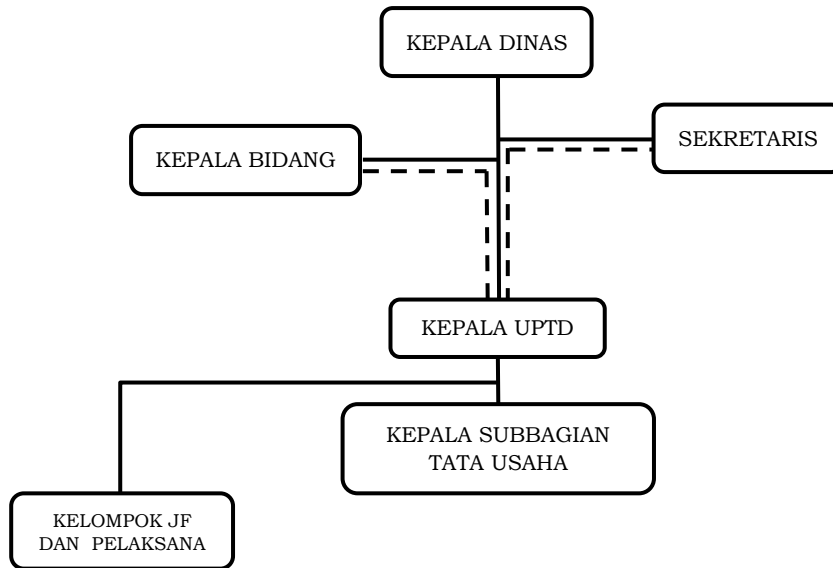 KEPALA DINAS
SEKRETARIS
KEPALA BIDANG
KEPALA UPTD
KEPALA SUBBAGIAN
TATA USAHA
KELOMPOK JF
DAN PELAKSANA